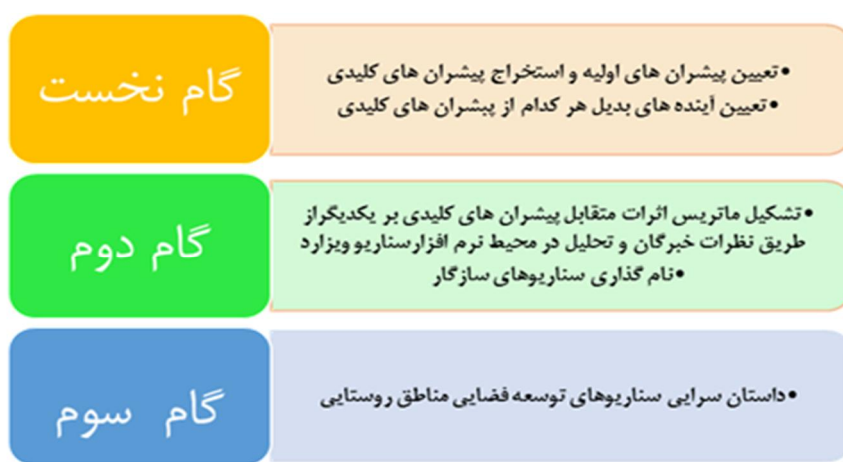 گام نخست
•تعیین پیشران های اولیه و استخراج پیشران های کلیدی
•تعیین آینده های بدیل هر کدام از پیشران های کلیدی
گام دوم
•تشکیل ماتریس اثرات متقابل پیشران های کلیدی بر یکدیگراز
طریق نظرات خبرگان و تحلیل در محیط نرم افزارسناریو ویزارد
•نام گذاری سناریوهای سازگار
گام سوم
•داستان سرایی سناریوهای توسعه فضایی مناطق روستایی